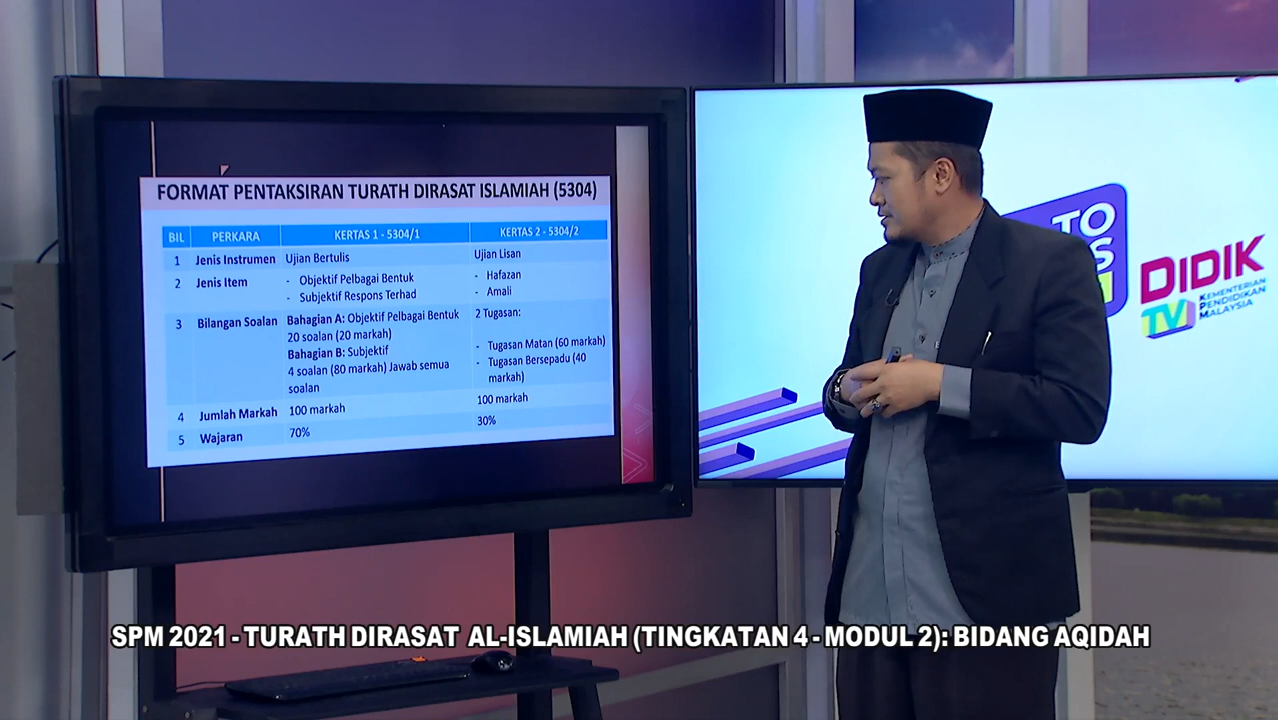 FORMAT PENTAKSIRAN TURATH DIRASAT ISLAMIAH (5304)
BIL PERKARA KERTAS 1 - 5304/1 KERTAS 2 - 5304/2
1 Jenis Instrumen Ujian Bertulis Ujian Lisan
2 Jenis Item - Objektif Pelbagai Bentuk - Hafazan
- Subjektif Respons Terhad - Amali
3 Bilangan Soalan Bahagian A: Objektif Pelbagai Bentuk 2 Tugasan:
20 soalan (20 markah)
Bahagian B: Subjektif - Tugasan Matan (60 markah)
4 soalan (80 markah) Jawab semua - Tugasan Bersepadu (40
soalan markah)
4 Jumlah Markah 100 markah 100 markah
5 Wajaran 70% 30%
TO
S
DIDIK
TV
KEMENTERIAN
PENDIDIKAN
MALAYSIA
SPM 2021 - TURATH DIRASAT AL-ISLAMIAH (TINGKATAN 4 - MODUL 2): BIDANG AQIDAH